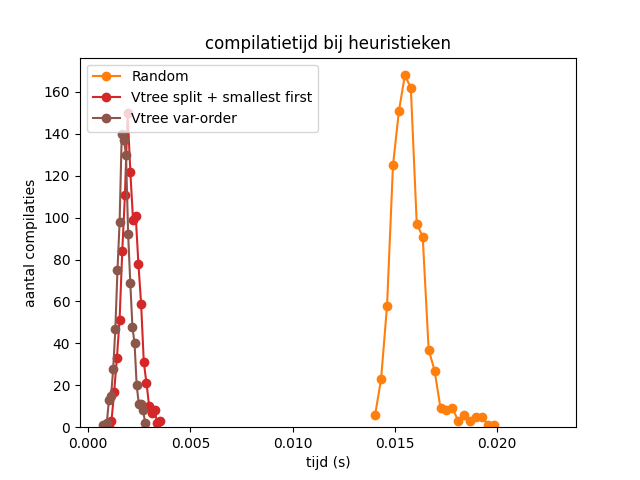 compilatietijd bij heuristieken
Random
Vtree split + smallest first
Vtree var-order
aantal compilaties
160
140
120
100
80
60
40
20
0
0.000
0.005
0.010
0.015
0.020
tijd (s)